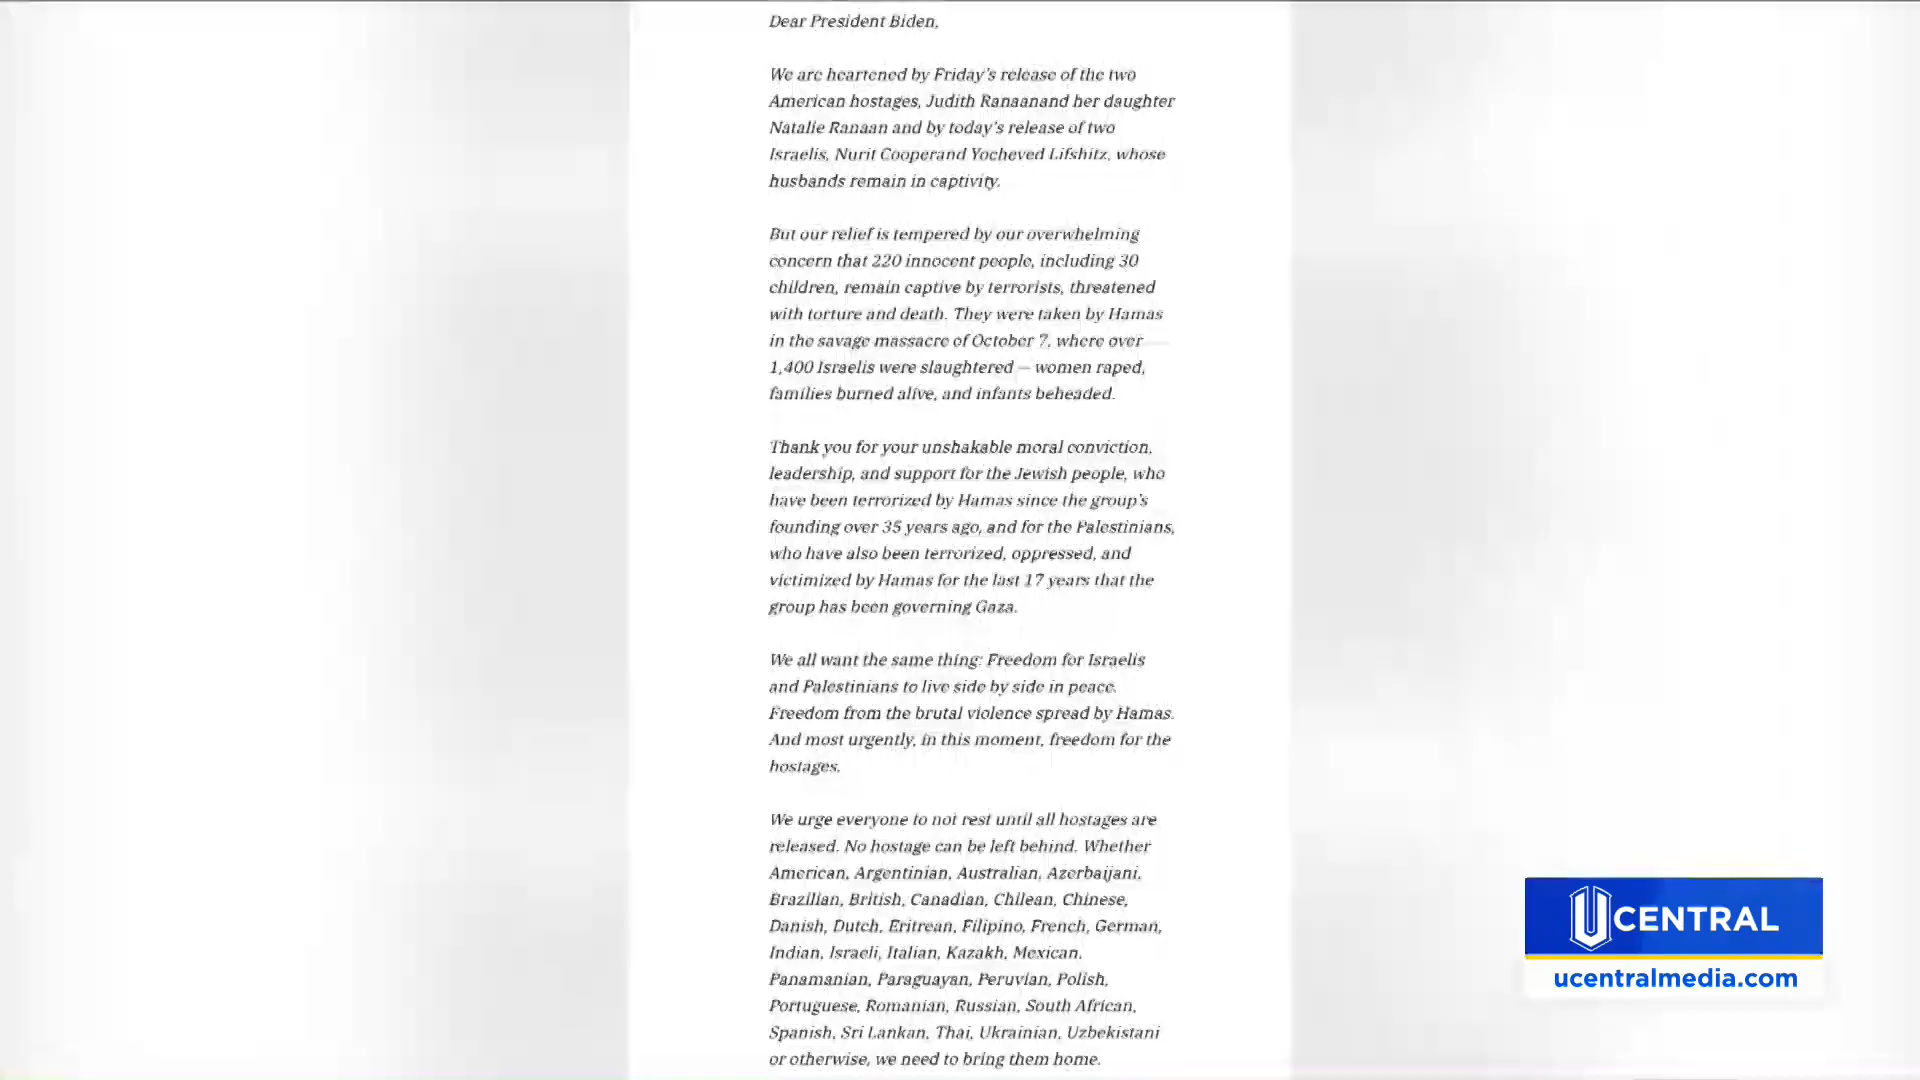 Dear President Biden,
We are heartened by Friday's release of the two
American hostages, Judith Ranaanand her daughter
Natalie Ranaan and by today's release of two
Israelis, Nurit Cooperand Yocheved Lifshitz, whose
husbands remain in captivity.
But our relief is tempered by our overwhelming
concern that 220 innocent people, including 30
children, remain captive by terrorists, threatened
with torture and death. They were taken by Hamas
in the savage massacre of October 7, where over
1,400 Israelis were slaughtered — women raped,
families burned alive, and infants beheaded.
Thank you for your unshakable moral conviction,
leadership, and support for the Jewish people, who
have been terrorized by Hamas since the group's
founding over 35 years ago, and for the Palestinians,
who have also been terrorized, oppressed, and
victimized by Hamas for the last 17 years that the
group has been governing Gaza.
We all want the same thing: Freedom for Israelis
and Palestinians to live side by side in peace.
Freedom from the brutal violence spread by Hamas.
And most urgently, in this moment, freedom for the
hostages.
We urge everyone to not rest until all hostages are
released. No hostage can be left behind. Whether
American, Argentinian, Australian, Azerbaijani,
Brazilian, British, Canadian, Chilean, Chinese,
Danish, Dutch, Eritrean, Filipino, French, German,
Indian, Israeli, Italian, Kazakh, Mexican,
Panamanian, Paraguayan, Peruvian, Polish,
Portuguese, Romanian, Russian, South African,
Spanish, Sri Lankan, Thai, Ukrainian, Uzbekistani
or otherwise, we need to bring them home.
UCENTRAL
ucentralmedia.com